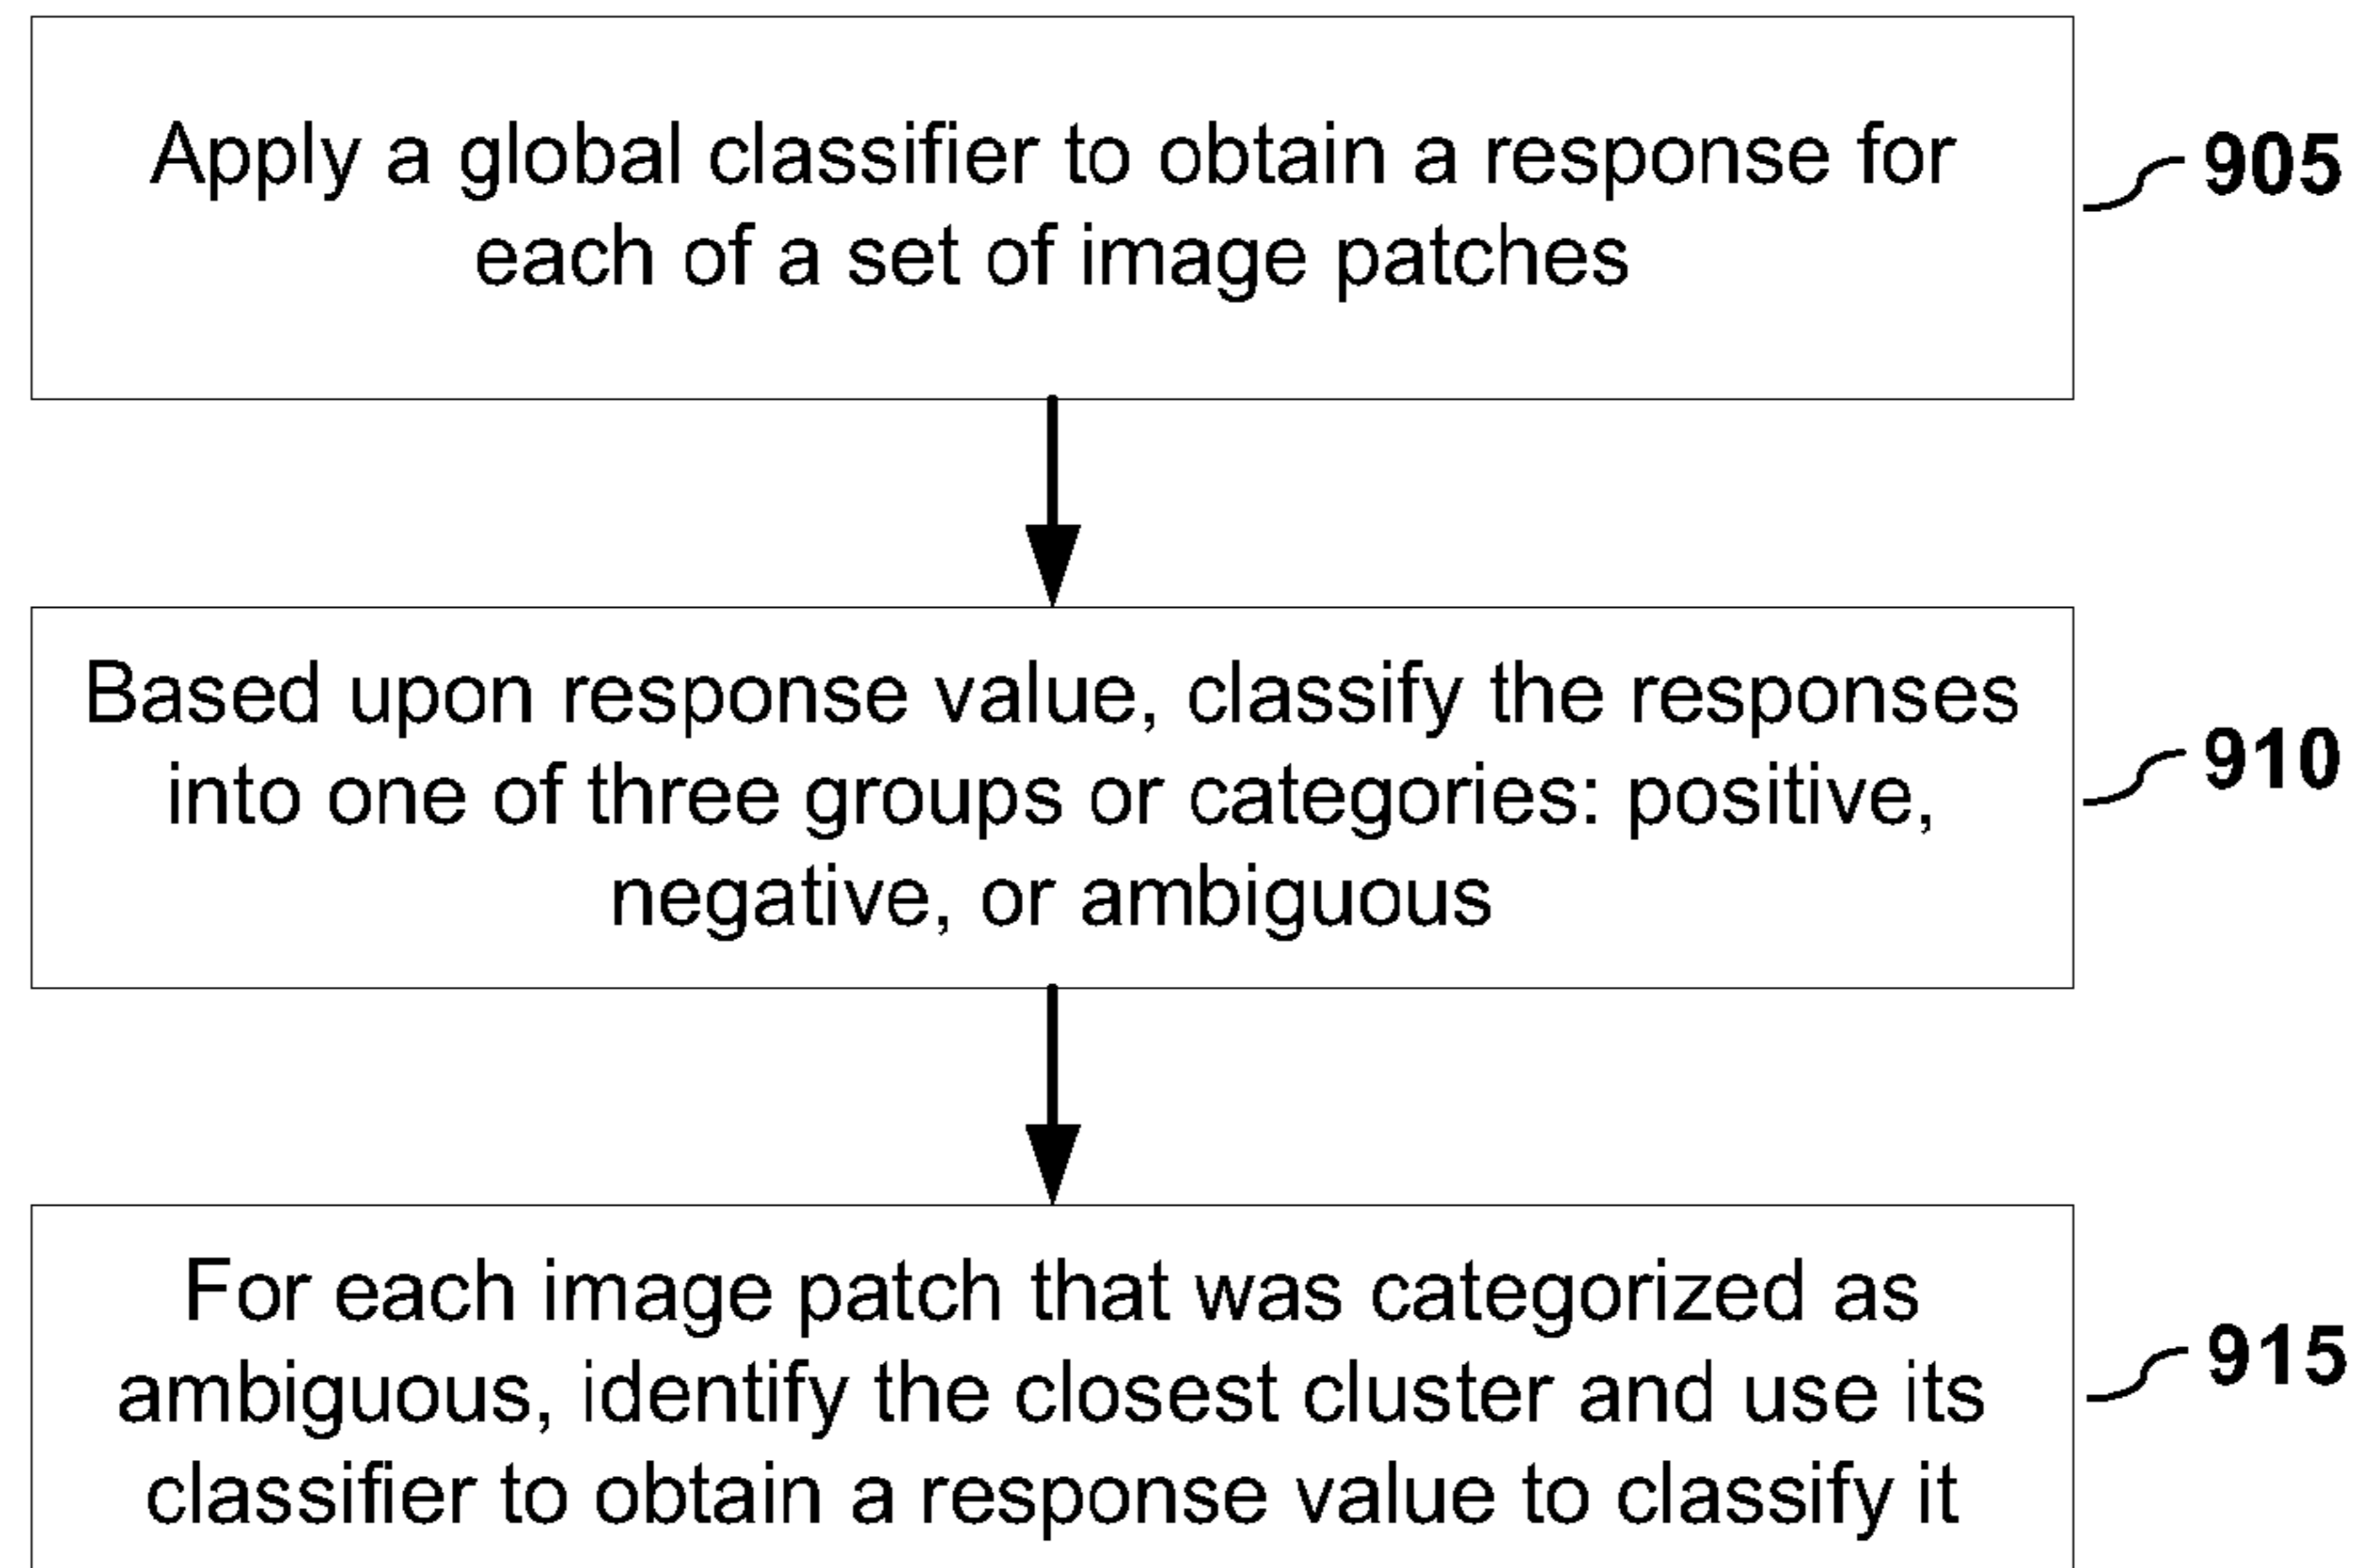 Apply a global classifier to obtain a response for
each of a set of image patches
905
Based upon response value, classify the responses
into one of three groups or categories: positive,
negative, or ambiguous
910
For each image patch that was categorized as
ambiguous, identify the closest cluster and use its
classifier to obtain a response value to classify it
915